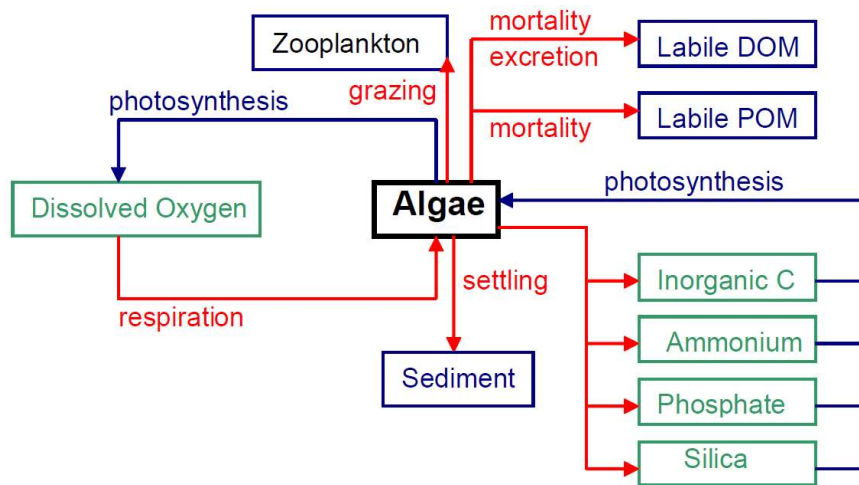 mortality
Zooplankton
Labile DOM
excretion
grazing
photosynthesis
mortality
Labile POM
photosynthesis
Dissolved Oxygen
Algae
settling
Inorganic C
respiration
Ammonium
Sediment
Phosphate
Silica